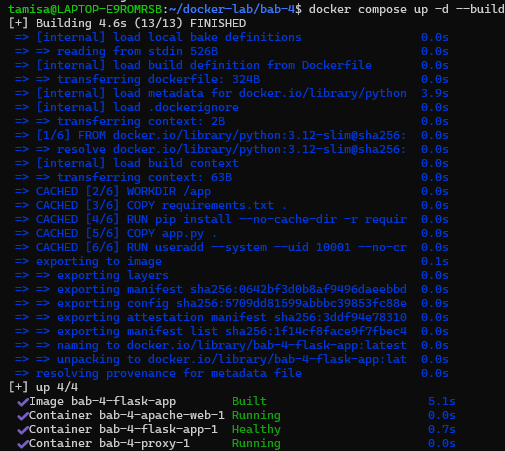 tamisa@LAPTOP-E9ROMRSB:~/docker-lab/bab-4$ docker compose up -d --build
[+] Building 4.6s (13/13) FINISHED
=> [internal] load local bake definitions 0.0s
=> => reading from stdin 526B 0.0s
=> [internal] load build definition from Dockerfile 0.0s
=> => transferring dockerfile: 324B 0.0s
=> [internal] load metadata for docker.io/library/python 3.9s
=> [internal] load .dockerignore 0.0s
=> => transferring context: 2B 0.0s
=> [1/6] FROM docker.io/library/python:3.12-slim@sha256: 0.0s
=> => resolve docker.io/library/python:3.12-slim@sha256: 0.0s
=> [internal] load build context 0.0s
=> => transferring context: 63B 0.0s
=> CACHED [2/6] WORKDIR /app 0.0s
=> CACHED [3/6] COPY requirements.txt . 0.0s
=> CACHED [4/6] RUN pip install --no-cache-dir -r requir 0.0s
=> CACHED [5/6] COPY app.py . 0.0s
=> CACHED [6/6] RUN useradd --system --uid 10001 --no-cr 0.0s
=> exporting to image 0.1s
=> => exporting layers 0.0s
=> => exporting manifest sha256:0642bf3d0b8af9496daeebbd 0.0s
=> => exporting config sha256:5709dd81599abbbc39853fc88e 0.0s
=> => exporting attestation manifest sha256:3ddf94e78310 0.0s
=> => exporting manifest list sha256:1f14cf8face9f7fbec4 0.0s
=> => naming to docker.io/library/bab-4-flask-app:latest 0.0s
=> => unpacking to docker.io/library/bab-4-flask-app:lat 0.0s
=> resolving provenance for metadata file 0.0s
[+] up 4/4
✔Image bab-4-flask-app Built 5.1s
✔Container bab-4-apache-web-1 Running 0.0s
✔Container bab-4-flask-app-1 Healthy 0.7s
✔Container bab-4-proxy-1 Running 0.0s